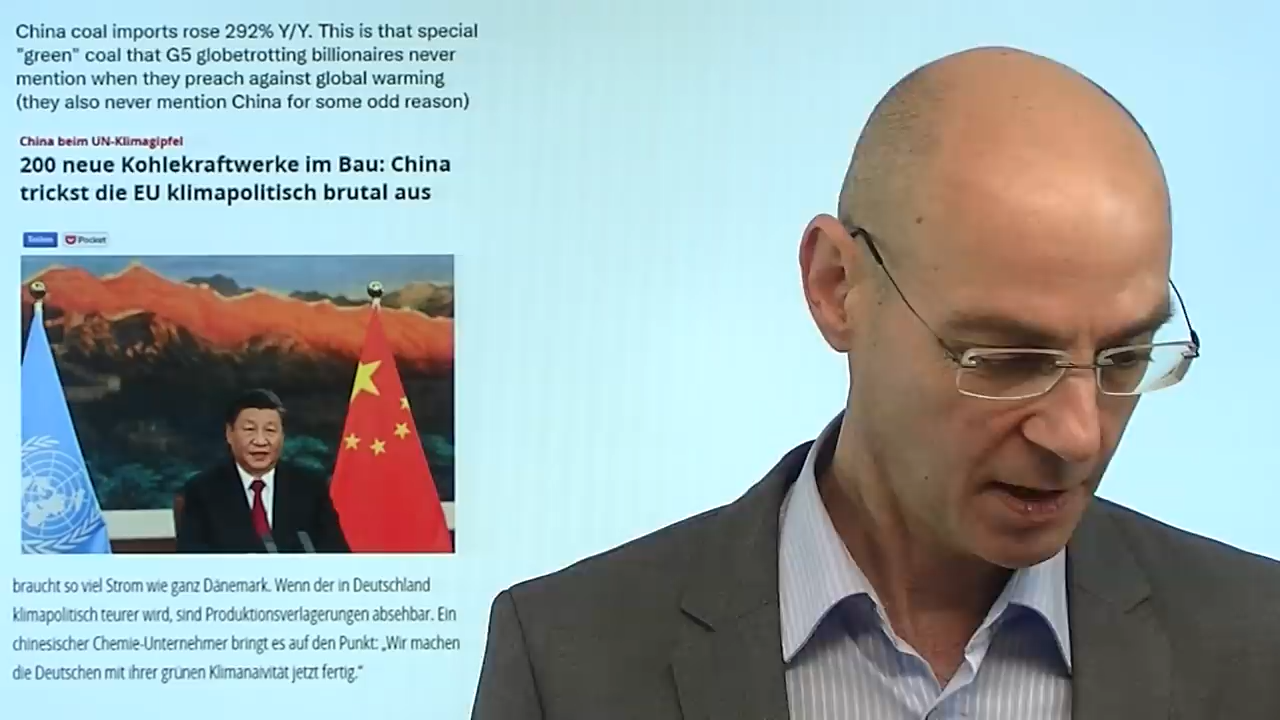 China coal imports rose 292% Y/Y. This is that special
"green" coal that G5 globetrotting billionaires never
mention when they preach against global warming
(they also never mention China for some odd reason)
China beim UN-Klimagipfel
200 neue Kohlekraftwerke im Bau: China
trickst die EU klimapolitisch brutal aus
Teilen Pocket
braucht so viel Strom wie ganz Dänemark. Wenn der in Deutschland
klimapolitisch teurer wird, sind Produktionsverlagerungen absehbar. Ein
chinesischer Chemie-Unternehmer bringt es auf den Punkt: „Wir machen
die Deutschen mit ihrer grünen Klimanaivität jetzt fertig.“